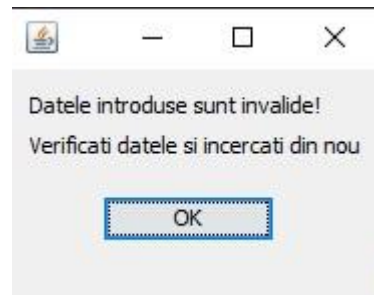 Datele introduse sunt invalide!
Verificati datele si incercati din nou
OK